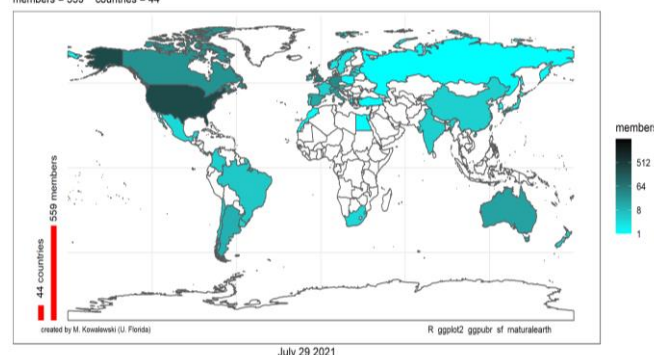 members = 559 countries = 44
members
512
64
8
1
559 members
44 countries
created by M. Kowalewski (U. Florida)
R ggplot2 ggpubr sf rnaturalearth
July 29 2021